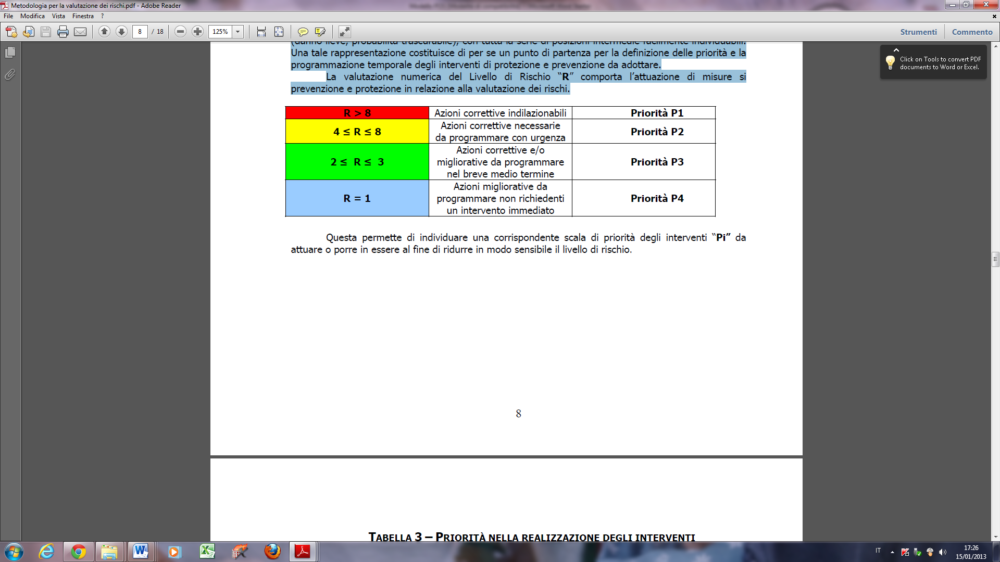 Metodologia per la valutazione dei rischi.pdf - Adobe Reader
File Modifica Vista Finestra ?
8 / 18 125% Strumenti Commento
Click on Tools to convert PDF
documents to Word or Excel.
(danno lieve, probabilità trascurabile), con tutta la serie di posizioni intermedie facilmente individuabili.
Una tale rappresentazione costituisce di per se un punto di partenza per la definizione delle priorità e la
programmazione temporale degli interventi di protezione e prevenzione da adottare.
La valutazione numerica del Livello di Rischio “R” comporta l’attuazione di misure si
prevenzione e protezione in relazione alla valutazione dei rischi.
R > 8 Azioni correttive indilazionabili Priorità P1
4 ≤ R ≤ 8 Azioni correttive necessarie
da programmare con urgenza Priorità P2
2 ≤ R ≤ 3 Azioni correttive e/o
migliorative da programmare
nel breve medio termine Priorità P3
R = 1 Azioni migliorative da
programmare non richiedenti
un intervento immediato Priorità P4
Questa permette di individuare una corrispondente scala di priorità degli interventi “Pi” da
attuare o porre in essere al fine di ridurre in modo sensibile il livello di rischio.
8
TABELLA 3 – PRIORITÀ NELLA REALIZZAZIONE DEGLI INTERVENTI
IT
17:26
15/01/2013